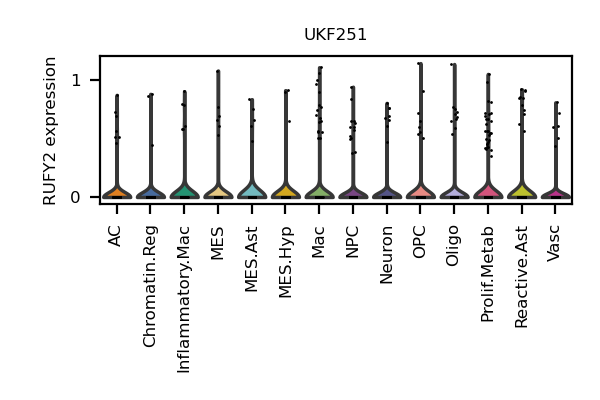 UKF251
RUFY2 expression
1
0
AC
Chromatin.Reg
Inflammatory.Mac
MES
MES.Ast
MES.Hyp
Mac
NPC
Neuron
OPC
Oligo
Prolif.Metab
Reactive.Ast
Vasc